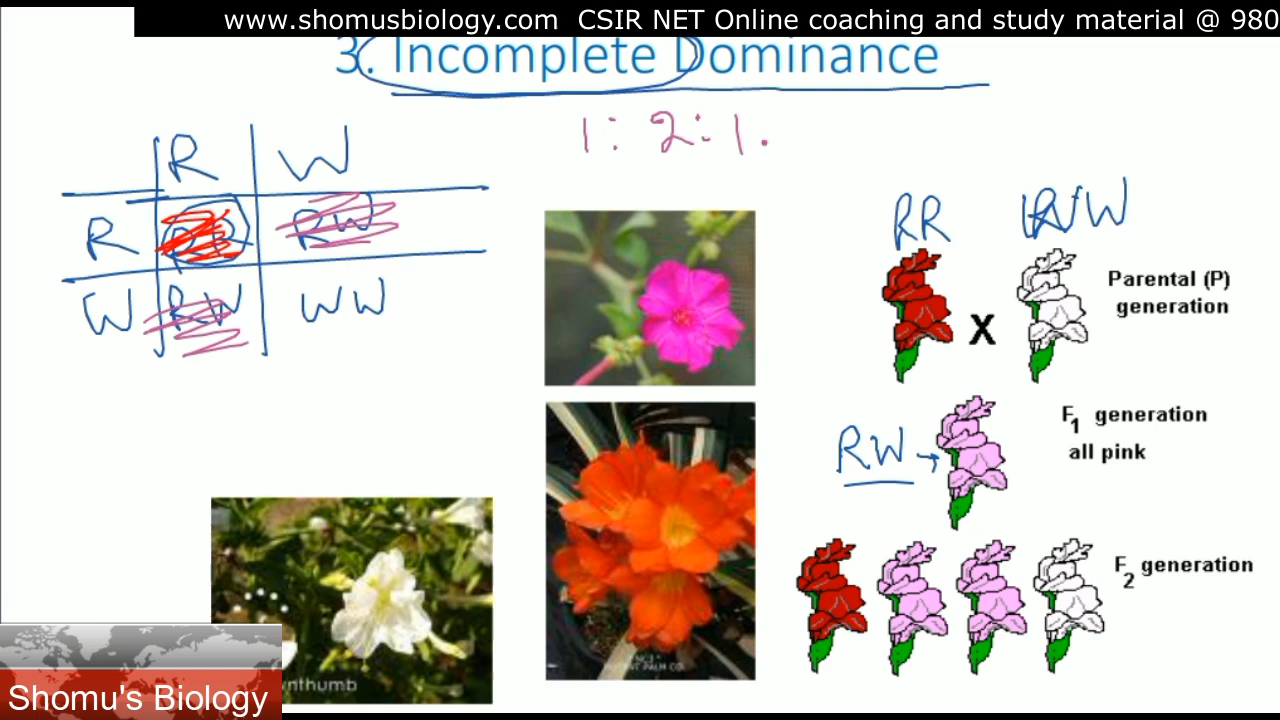 www.shomusbiology.com CSIR NET Online coaching and study material @ 980
3. Incomplete Dominance
1 : 2 : 1.
R W
R RW
W RW WW
RR WW
Parental (P)
generation
X
RW
F1 generation
all pink
F2 generation
Shomu's Biology